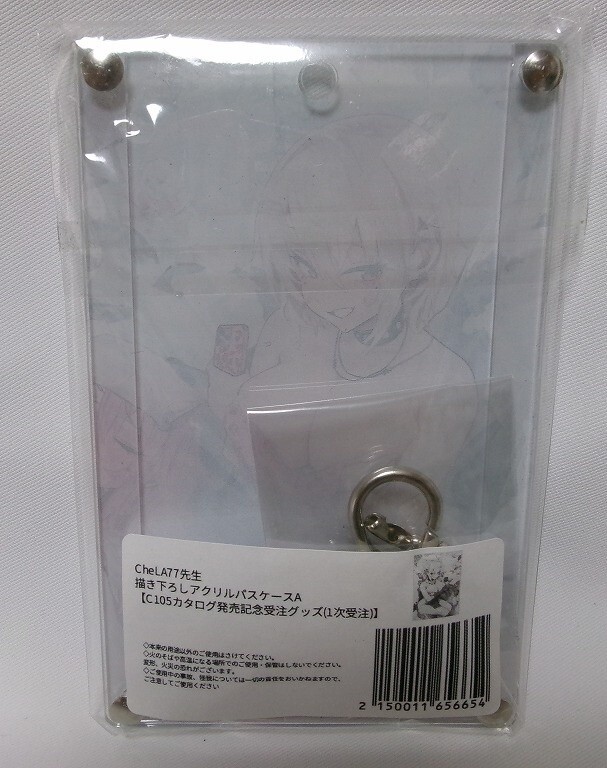 CheLA77先生
描き下ろしアクリルパスケースA
【C105カタログ発売記念受注グッズ(1次受注)】
◇本来の用途以外のご使用はさけてください。
◇火のそばや高温になる場所でのご使用・保管はしないでください。
変形、火災の恐れがございます。
◇ご使用中の事故、怪我については一切の責任をおいかねますので、
ご注意してご使用ください
2 150011 656654